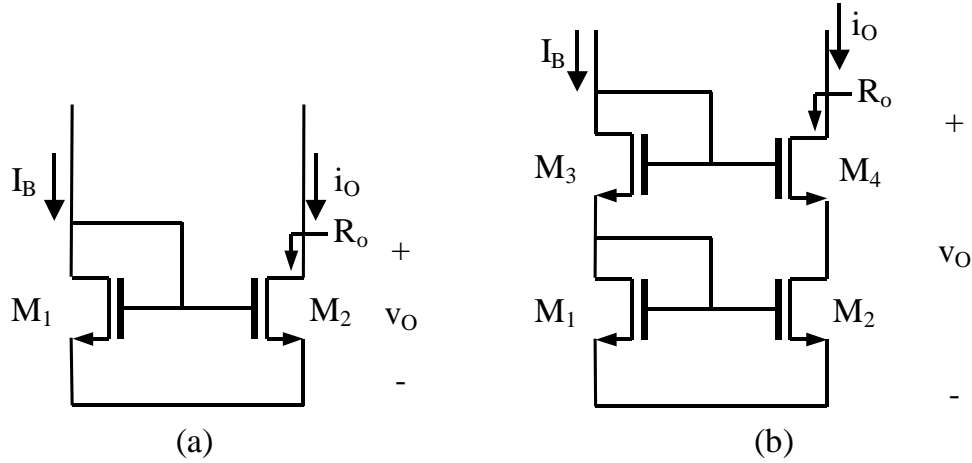 I_B
i_O
R_o
M_1
M_2
+
v_O
-
(a)
I_B
i_O
R_o
M_3
M_4
+
v_O
M_1
M_2
-
(b)